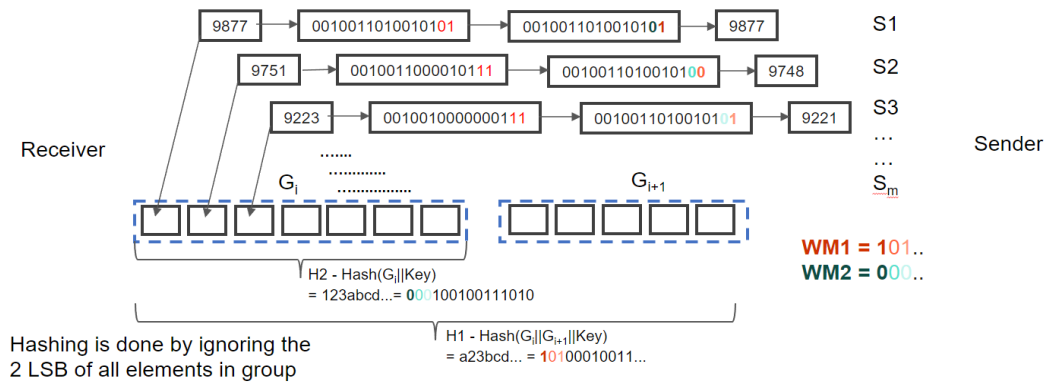 9877 0010011010010101 0010011010010101 9877 S1
9751 0010011000010111 0010011010010100 9748 S2
9223 0010010000000111 0010011010010101 9221 S3
…
…
Receiver Sender
…....
….........
…..............
Gi Gi+1 Sm
WM1 = 101..
WM2 = 000..
H2 - Hash(Gi||Key)
= 123abcd...= 000100100111010
H1 - Hash(Gi||Gi+1||Key)
= a23bcd... = 10100010011...
Hashing is done by ignoring the
2 LSB of all elements in group